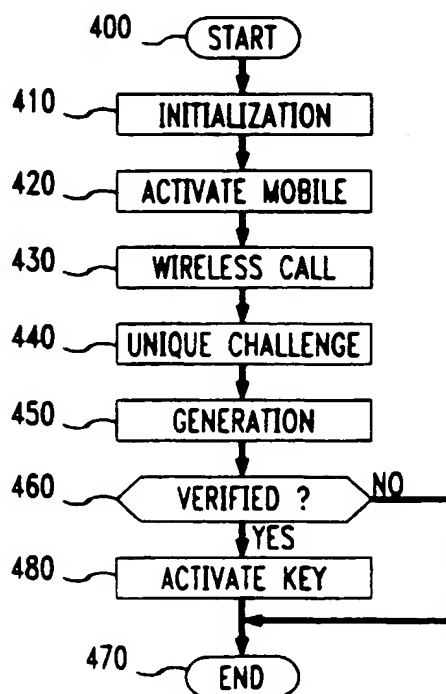 400 START
410 INITIALIZATION
420 ACTIVATE MOBILE
430 WIRELESS CALL
440 UNIQUE CHALLENGE
450 GENERATION
460 VERIFIED ? NO
YES
480 ACTIVATE KEY
470 END